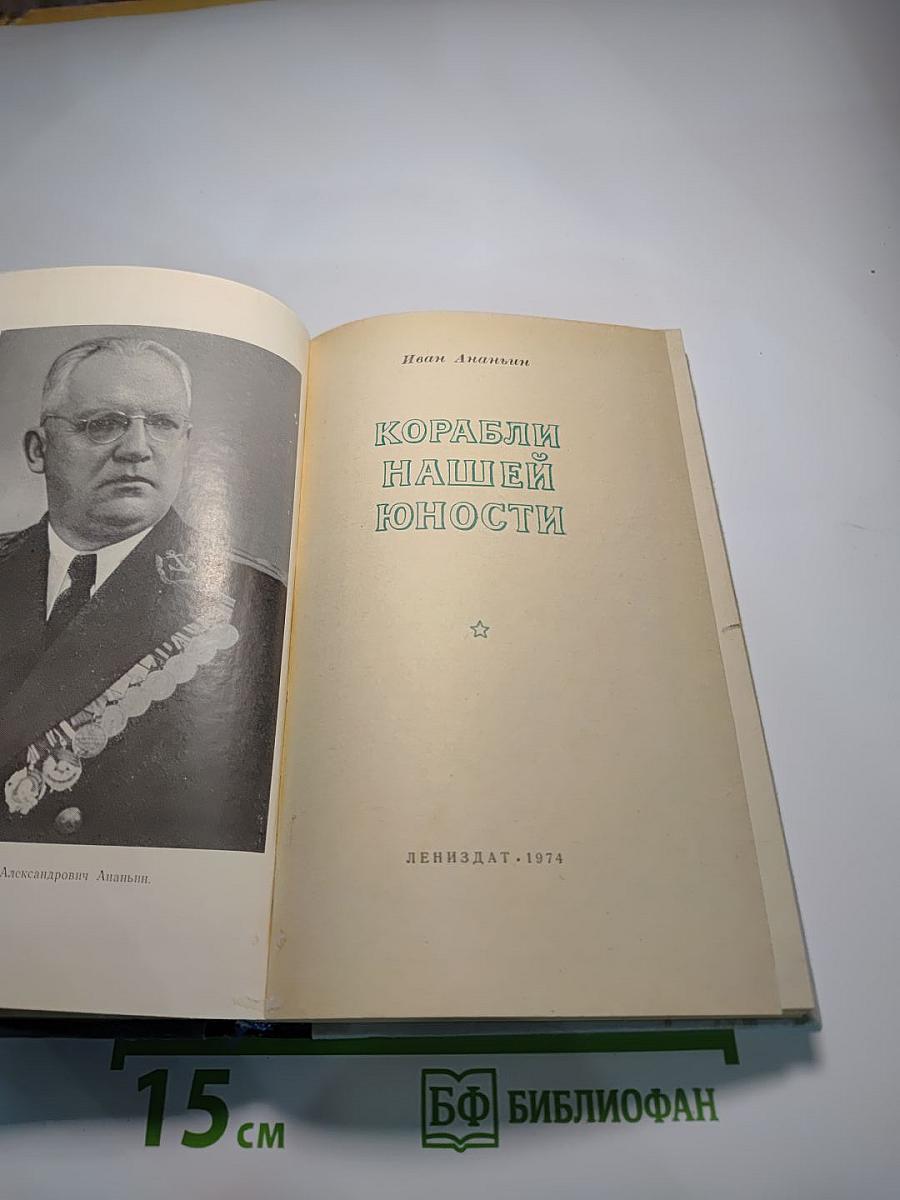 Иван Ананьин
КОРАБЛИ
НАШЕЙ
ЮНОСТИ
ЛЕНИЗДАТ • 1974
Александрович Ананьин.
15 см
БФ БИБЛИОФАН